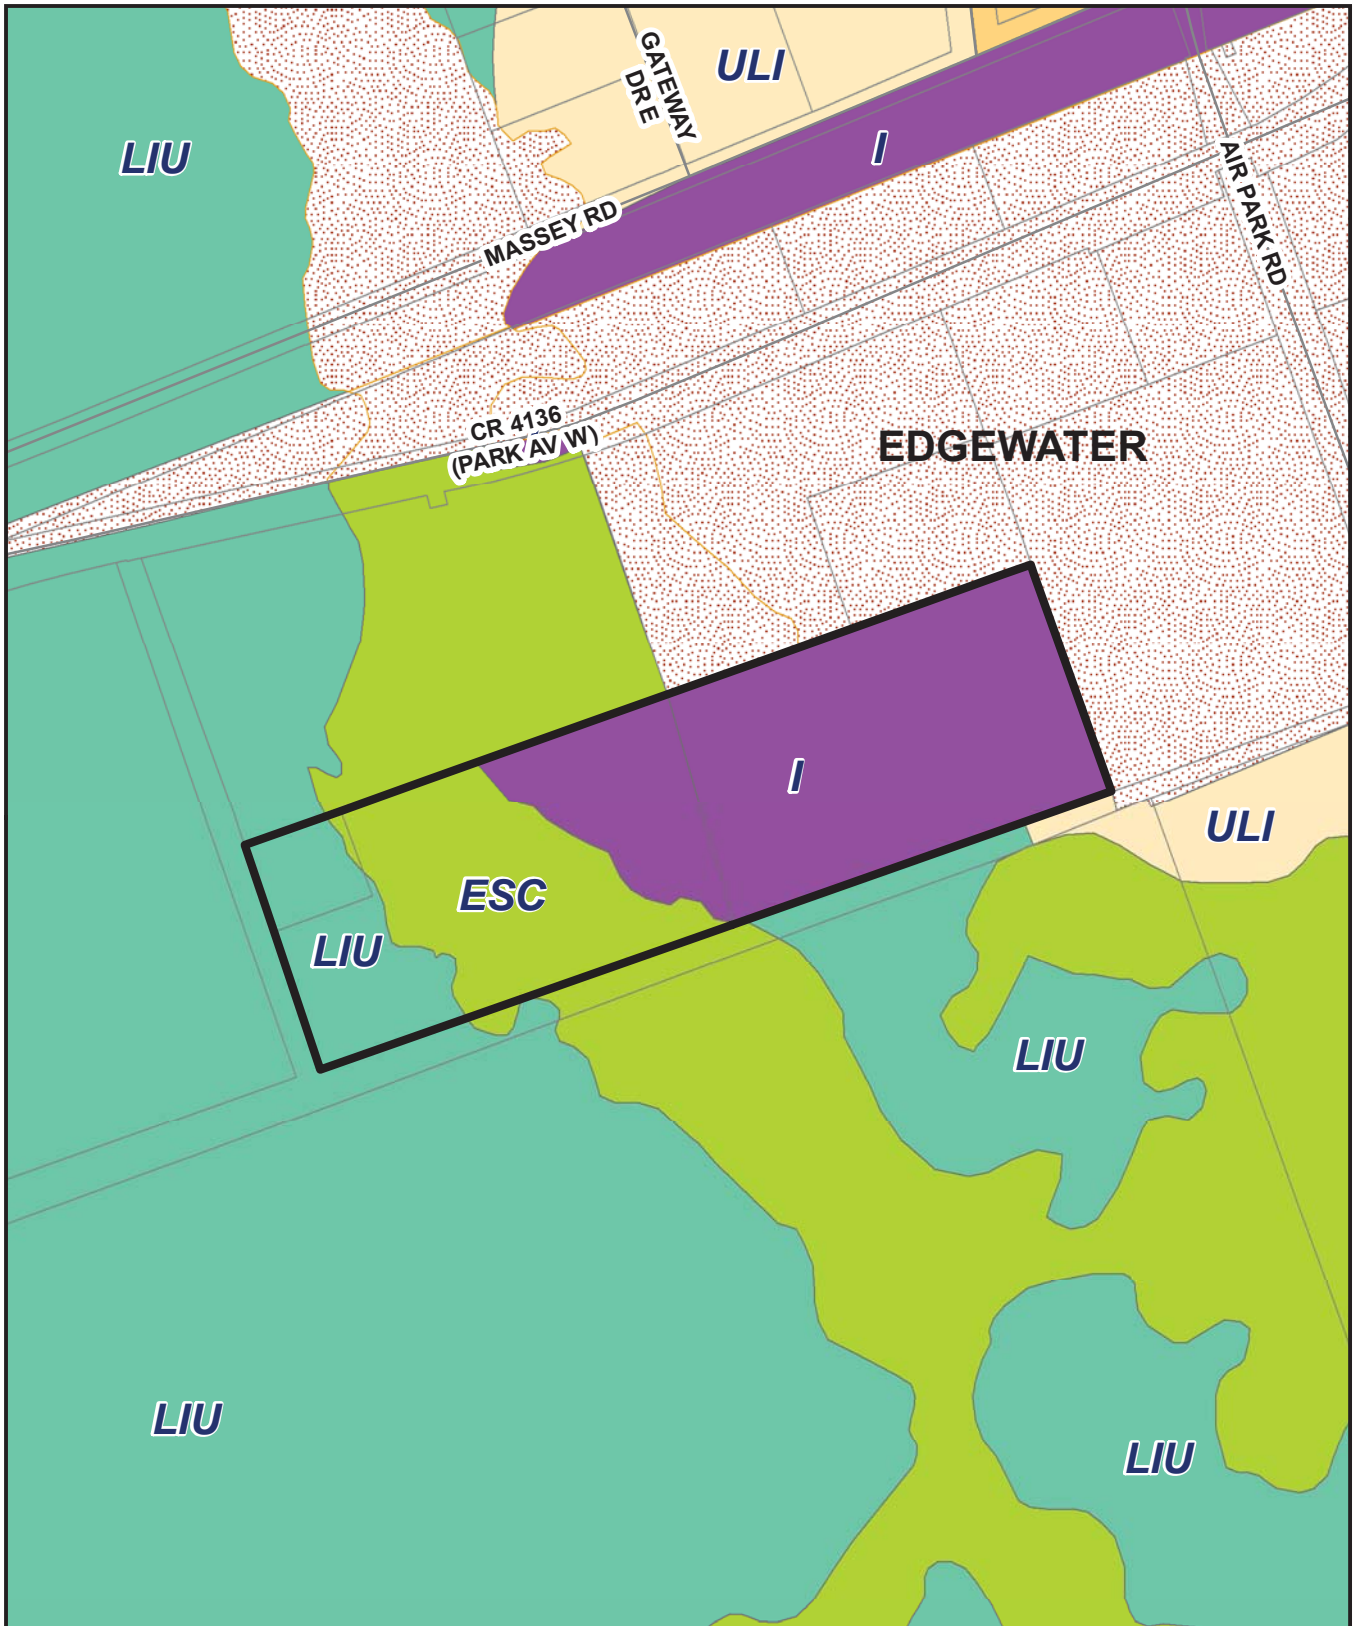 GATEWAY
DR E
ULI
I
LIU
AIR PARK RD
MASSEY RD
CR 4136
(PARK AV W)
EDGEWATER
I
ULI
ESC
LIU
LIU
LIU
LIU